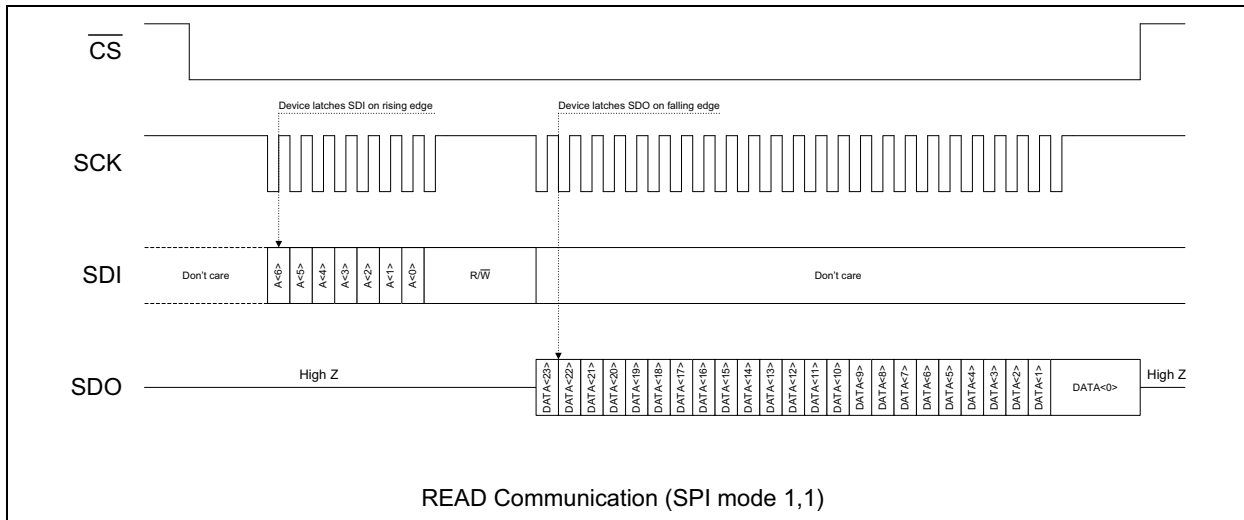 CS
Device latches SDI on rising edge
Device latches SDO on falling edge
SCK
SDI
Don't care
A<6>
A<5>
A<4>
A<3>
A<2>
A<1>
A<0>
R/W
Don't care
SDO
High Z
DATA<23>
DATA<22>
DATA<21>
DATA<20>
DATA<19>
DATA<18>
DATA<17>
DATA<16>
DATA<15>
DATA<14>
DATA<13>
DATA<12>
DATA<11>
DATA<10>
DATA<9>
DATA<8>
DATA<7>
DATA<6>
DATA<5>
DATA<4>
DATA<3>
DATA<2>
DATA<1>
DATA<0>
High Z
READ Communication (SPI mode 1,1)